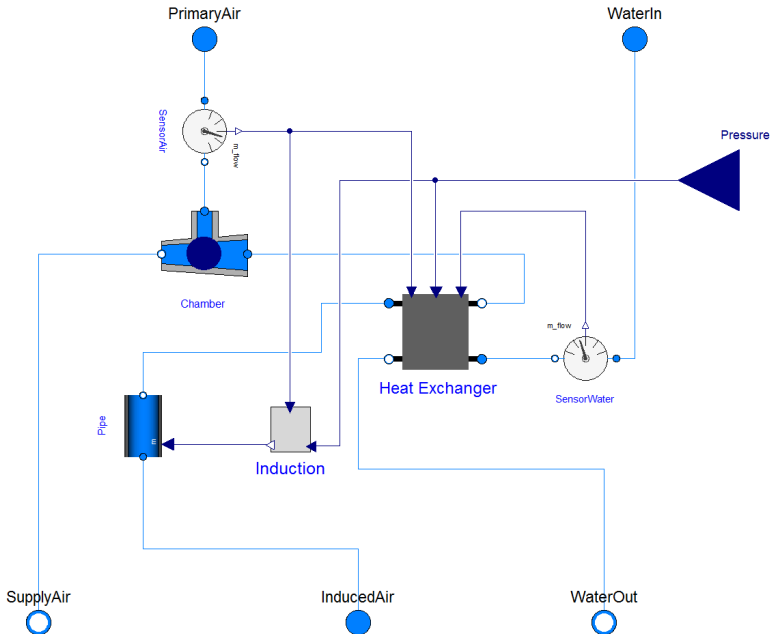 PrimaryAir
WaterIn
SensorAir
m_flow
Pressure
Chamber
m_flow
Heat Exchanger
SensorWater
Pipe
m
Induction
SupplyAir
InducedAir
WaterOut